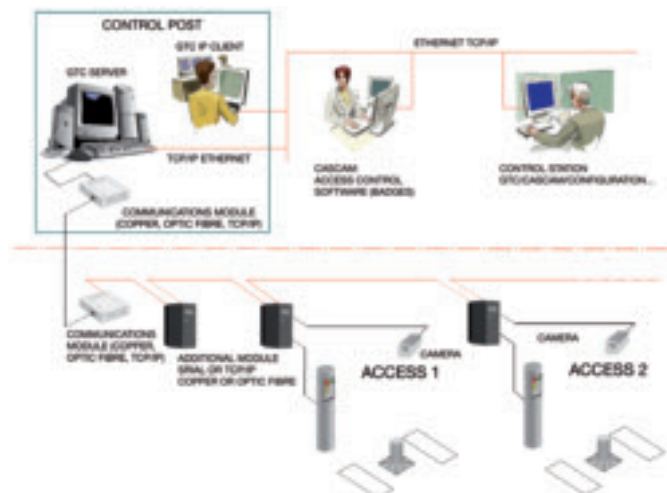 CONTROL POST
GTC IP CLIENT
GTC SERVER
TCP/IP ETHERNET
COMMUNICATIONS MODULE
(COPPER, OPTIC FIBRE, TCP/IP)
ETHERNET TCP/IP
CASCAM
ACCESS CONTROL
SOFTWARE (BADGES)
CONTROL STATION
GTC/CASCAM/CONFIGURATION...
COMMUNICATIONS
MODULE (COPPER,
OPTIC FIBRE, TCP/IP)
ADDITIONAL MODULE
SRIAL OR TCP/IP
COPPER OR OPTIC FIBRE
CAMERA
ACCESS 1
CAMERA
ACCESS 2